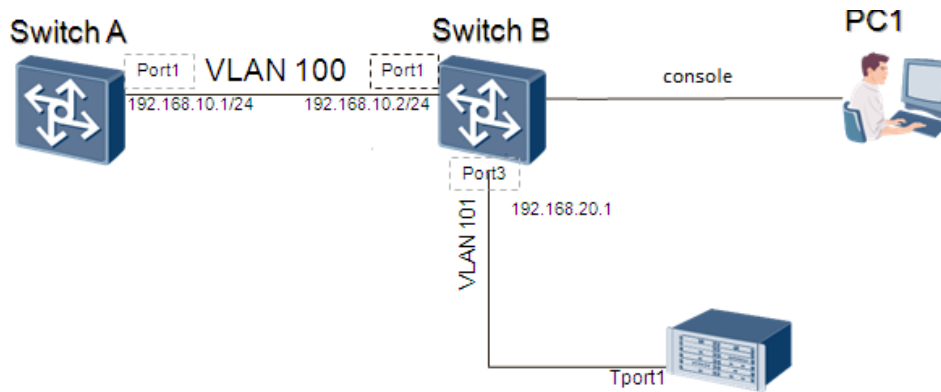 Switch A
Switch B
PC1
Port1
VLAN 100
Port1
console
192.168.10.1/24
192.168.10.2/24
Port3
192.168.20.1
VLAN 101
Tport1